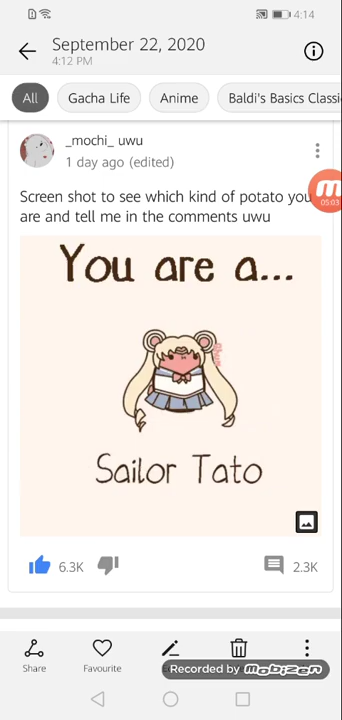 4:14
September 22, 2020
4:12 PM
All
Gacha Life
Anime
Baldi's Basics Classi
_mochi_ uwu
1 day ago (edited)
Screen shot to see which kind of potato you
are and tell me in the comments uwu
05:03
You are a...
Sailor Tato
6.3K
2.3K
Share
Favourite
Recorded by mobizen